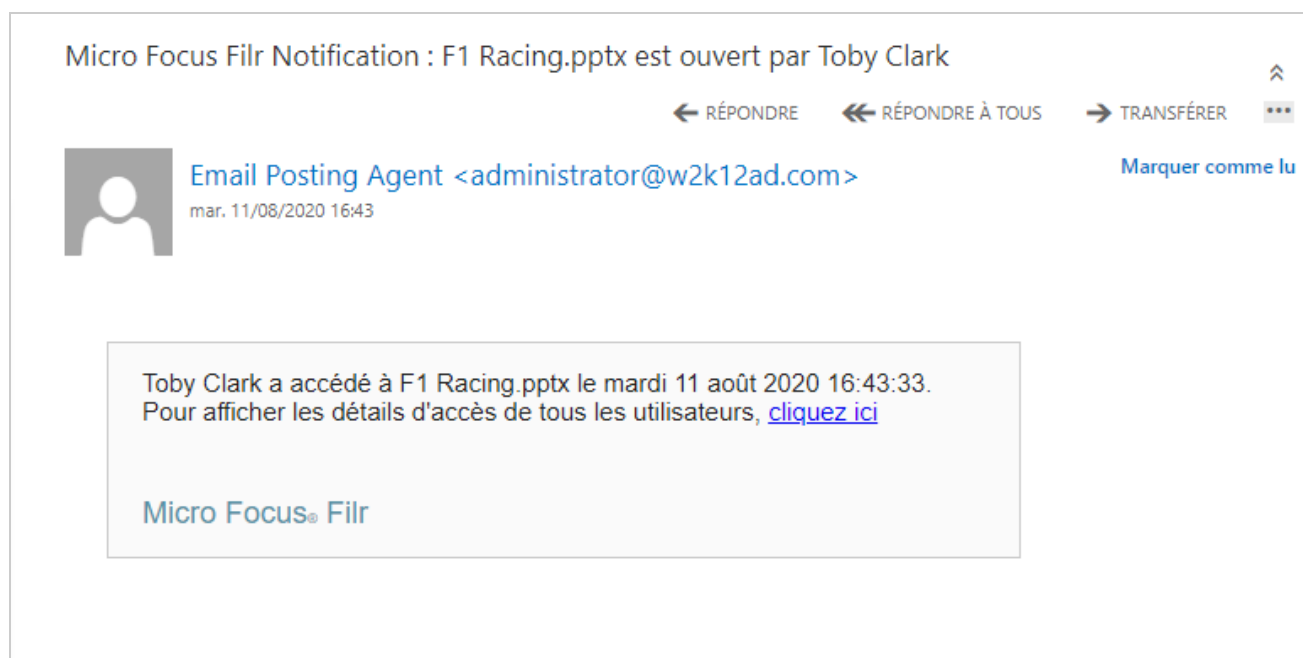 Micro Focus Filr Notification : F1 Racing.pptx est ouvert par Toby Clark
RÉPONDRE RÉPONDRE À TOUS TRANSFÉRER
Email Posting Agent <administrator@w2k12ad.com> Marquer comme lu
mar. 11/08/2020 16:43
Toby Clark a accédé à F1 Racing.pptx le mardi 11 août 2020 16:43:33.
Pour afficher les détails d'accès de tous les utilisateurs, cliquez ici
Micro Focus® Filr